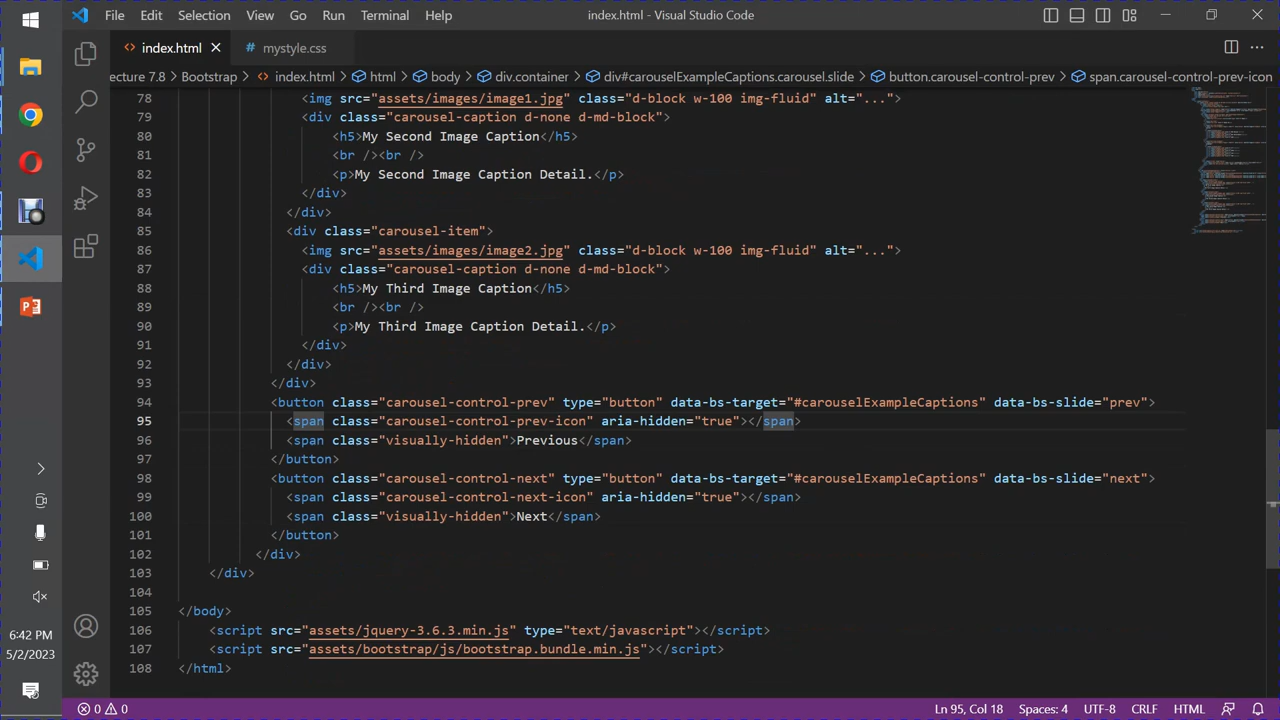 File Edit Selection View Go Run Terminal Help index.html - Visual Studio Code
index.html mystyle.css
ecture 7.8 > Bootstrap > index.html > html > body > div.container > div#carouselExampleCaptions.carousel.slide > button.carousel-control-prev > span.carousel-control-prev-icon
78 <img src="assets/images/image1.jpg" class="d-block w-100 img-fluid" alt="...">
79 <div class="carousel-caption d-none d-md-block">
80 <h5>My Second Image Caption</h5>
81 <br /><br />
82 <p>My Second Image Caption Detail.</p>
83 </div>
84 </div>
85 <div class="carousel-item">
86 <img src="assets/images/image2.jpg" class="d-block w-100 img-fluid" alt="...">
87 <div class="carousel-caption d-none d-md-block">
88 <h5>My Third Image Caption</h5>
89 <br /><br />
90 <p>My Third Image Caption Detail.</p>
91 </div>
92 </div>
93 </div>
94 <button class="carousel-control-prev" type="button" data-bs-target="#carouselExampleCaptions" data-bs-slide="prev">
95 <span class="carousel-control-prev-icon" aria-hidden="true"></span>
96 <span class="visually-hidden">Previous</span>
97 </button>
98 <button class="carousel-control-next" type="button" data-bs-target="#carouselExampleCaptions" data-bs-slide="next">
99 <span class="carousel-control-next-icon" aria-hidden="true"></span>
100 <span class="visually-hidden">Next</span>
101 </button>
102 </div>
103 </div>
104
105 </body>
106 <script src="assets/jquery-3.6.3.min.js" type="text/javascript"></script>
107 <script src="assets/bootstrap/js/bootstrap.bundle.min.js"></script>
108 </html>
6:42 PM
5/2/2023
0 0 Ln 95, Col 18 Spaces: 4 UTF-8 CRLF HTML